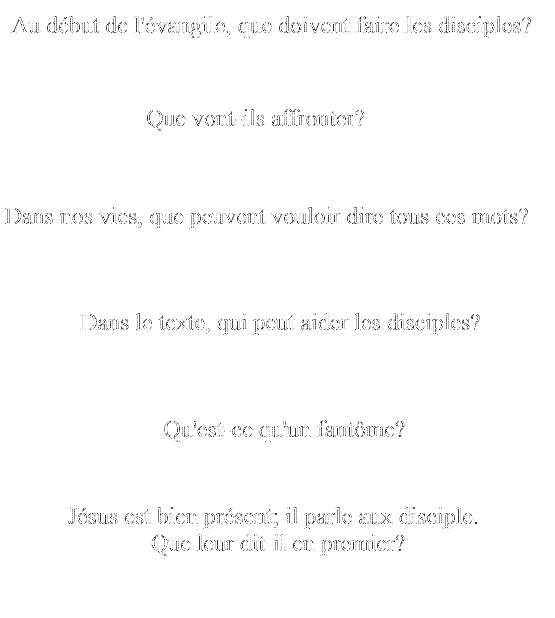 Au début de l'évangile, que doivent faire les disciples?
Que vont-ils affronter?
Dans nos vies, que peuvent vouloir dire tous ces mots?
Dans le texte, qui peut aider les disciples?
Qu'est-ce qu'un fantôme?
Jésus est bien présent; il parle aux disciple.
Que leur dit-il en premier?